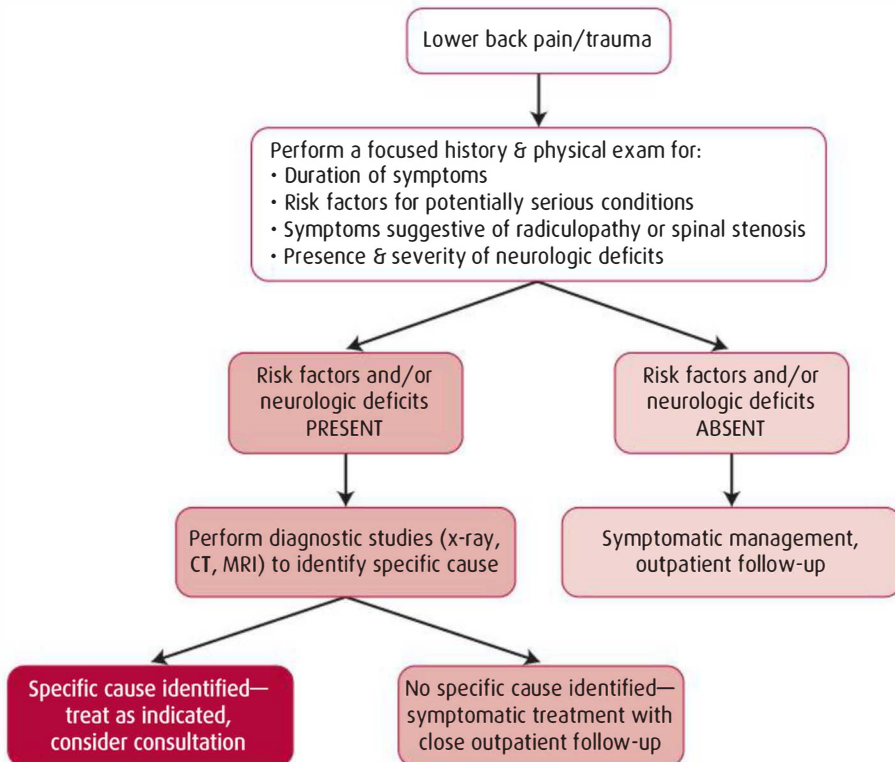 Lower back pain/trauma
Perform a focused history & physical exam for:
• Duration of symptoms
• Risk factors for potentially serious conditions
• Symptoms suggestive of radiculopathy or spinal stenosis
• Presence & severity of neurologic deficits
Risk factors and/or
neurologic deficits
PRESENT
Risk factors and/or
neurologic deficits
ABSENT
Perform diagnostic studies (x-ray,
CT, MRI) to identify specific cause
Symptomatic management,
outpatient follow-up
Specific cause identified—
treat as indicated,
consider consultation
No specific cause identified—
symptomatic treatment with
close outpatient follow-up